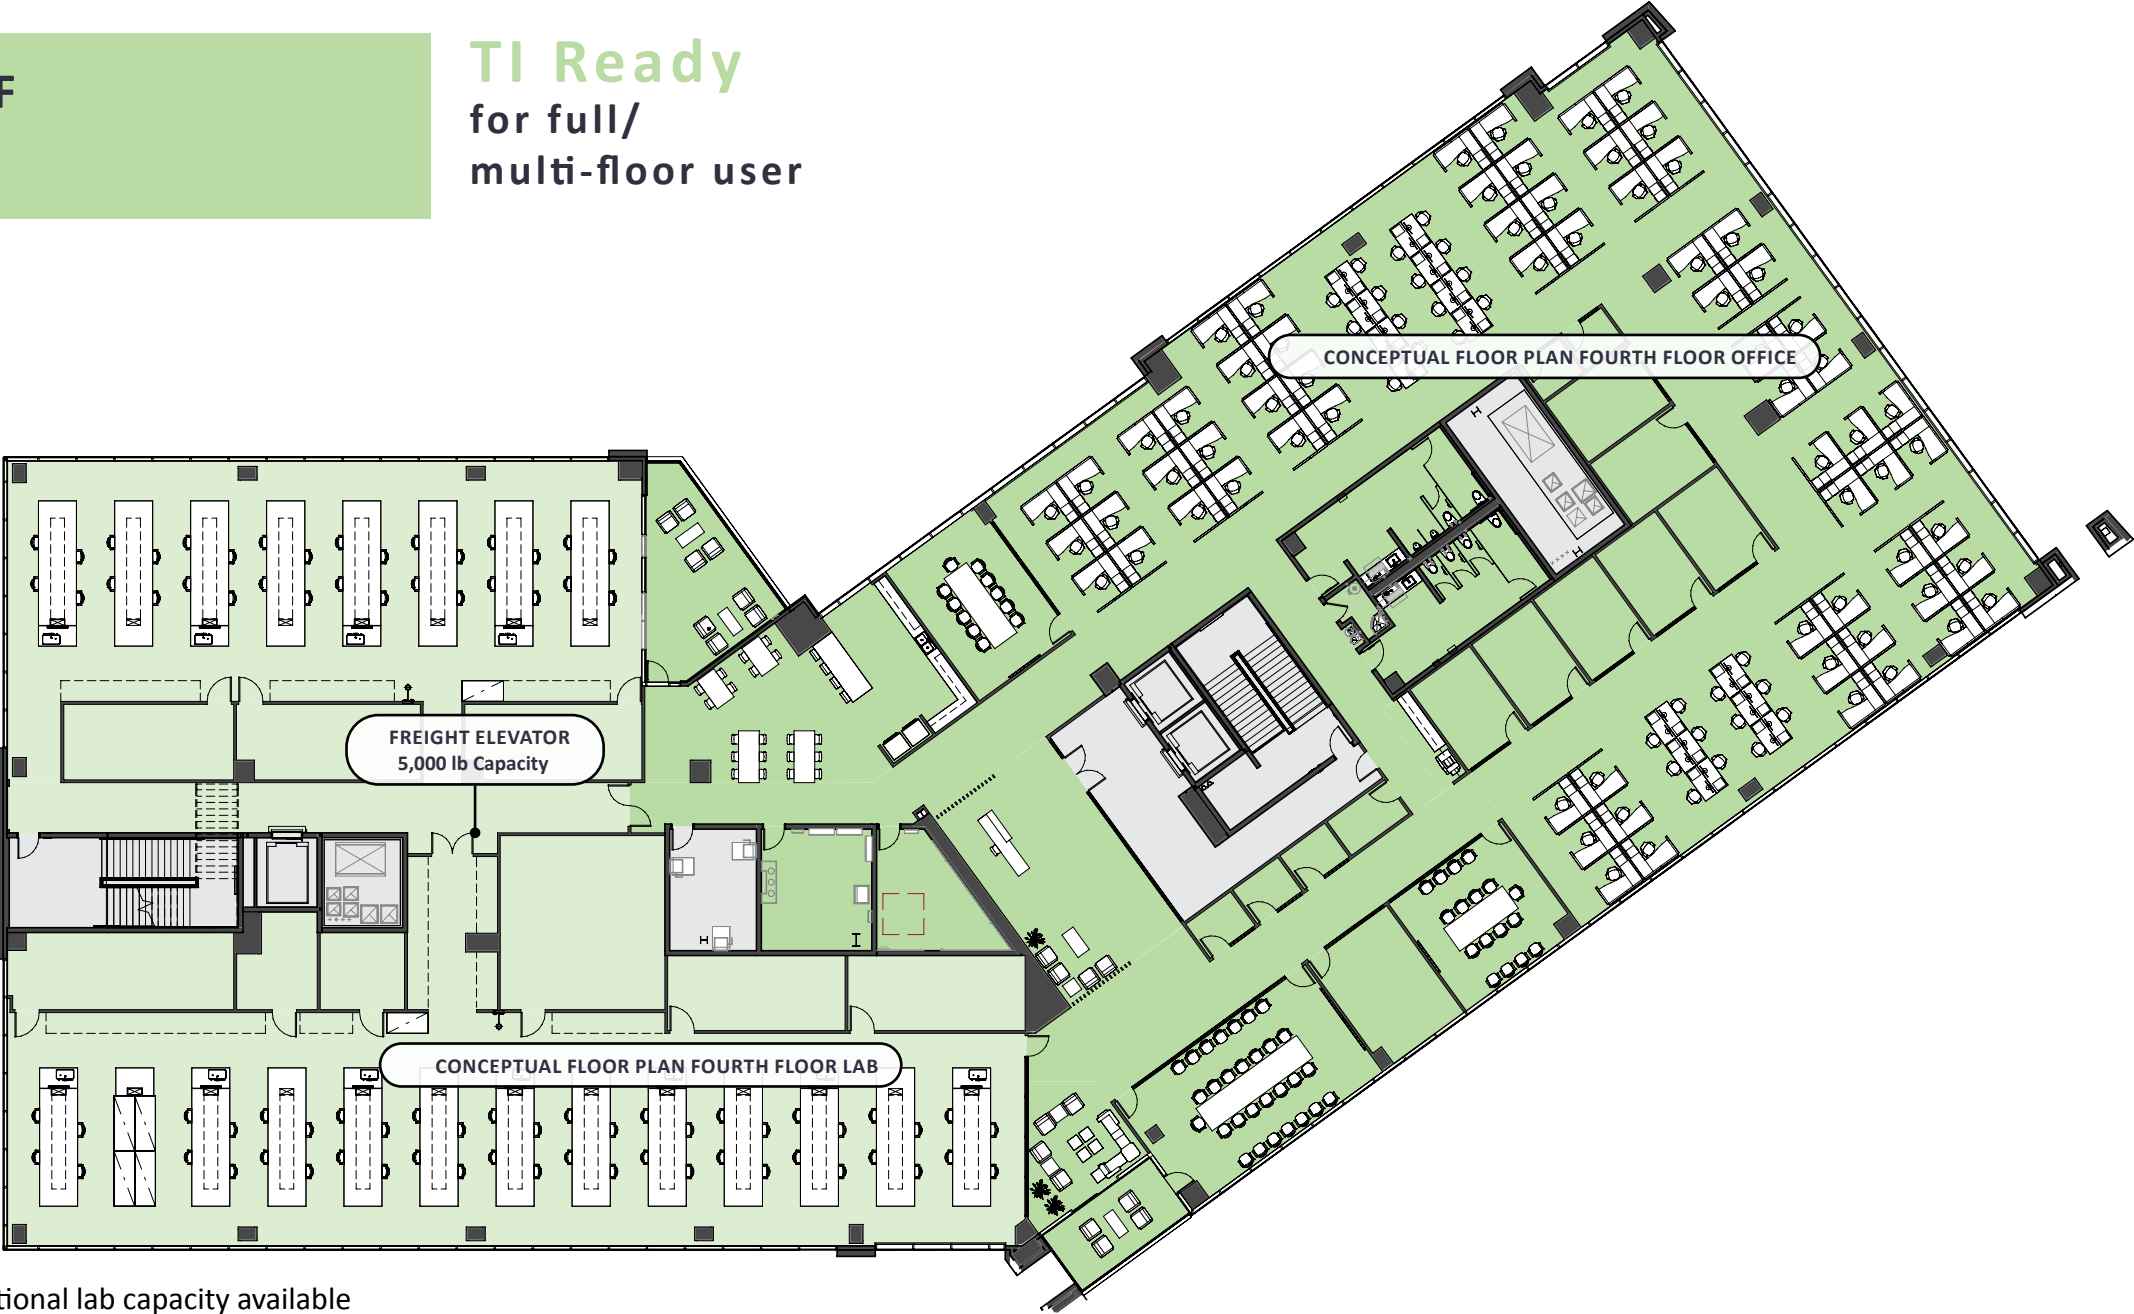 F
TI Ready
for full/
multi-floor user
CONCEPTUAL FLOOR PLAN FOURTH FLOOR OFFICE
FREIGHT ELEVATOR
5,000 lb Capacity
CONCEPTUAL FLOOR PLAN FOURTH FLOOR LAB
tional lab capacity available